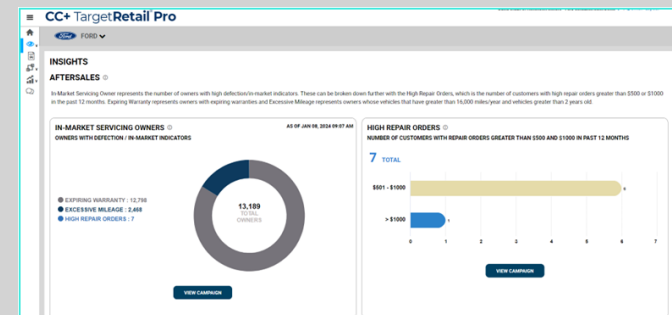 CC+ TargetRetail Pro
Ford FORD
INSIGHTS
AFTERSALES
In-Market Servicing Owner represents the number of owners with high defection/in-market indicators. These can be broken down further with the High Repair Orders, which is the number of customers with high repair orders greater than $500 or $1000
in the past 12 months. Expiring Warranty represents owners with expiring warranties and Excessive Mileage represents owners whose vehicles that have greater than 16,000 miles/year and vehicles greater than 2 years old.
IN-MARKET SERVICING OWNERS
AS OF JAN 08, 2024 09:07 AM
OWNERS WITH DEFECTION / IN-MARKET INDICATORS
EXPIRING WARRANTY : 12,798
EXCESSIVE MILEAGE : 2,468
HIGH REPAIR ORDERS : 7
13,189
TOTAL
OWNERS
VIEW CAMPAIGN
HIGH REPAIR ORDERS
NUMBER OF CUSTOMERS WITH REPAIR ORDERS GREATER THAN $500 AND $1000 IN PAST 12 MONTHS
7 TOTAL
$501 - $1000
6
> $1000
1
0 1 2 3 4 5 6 7
VIEW CAMPAIGN